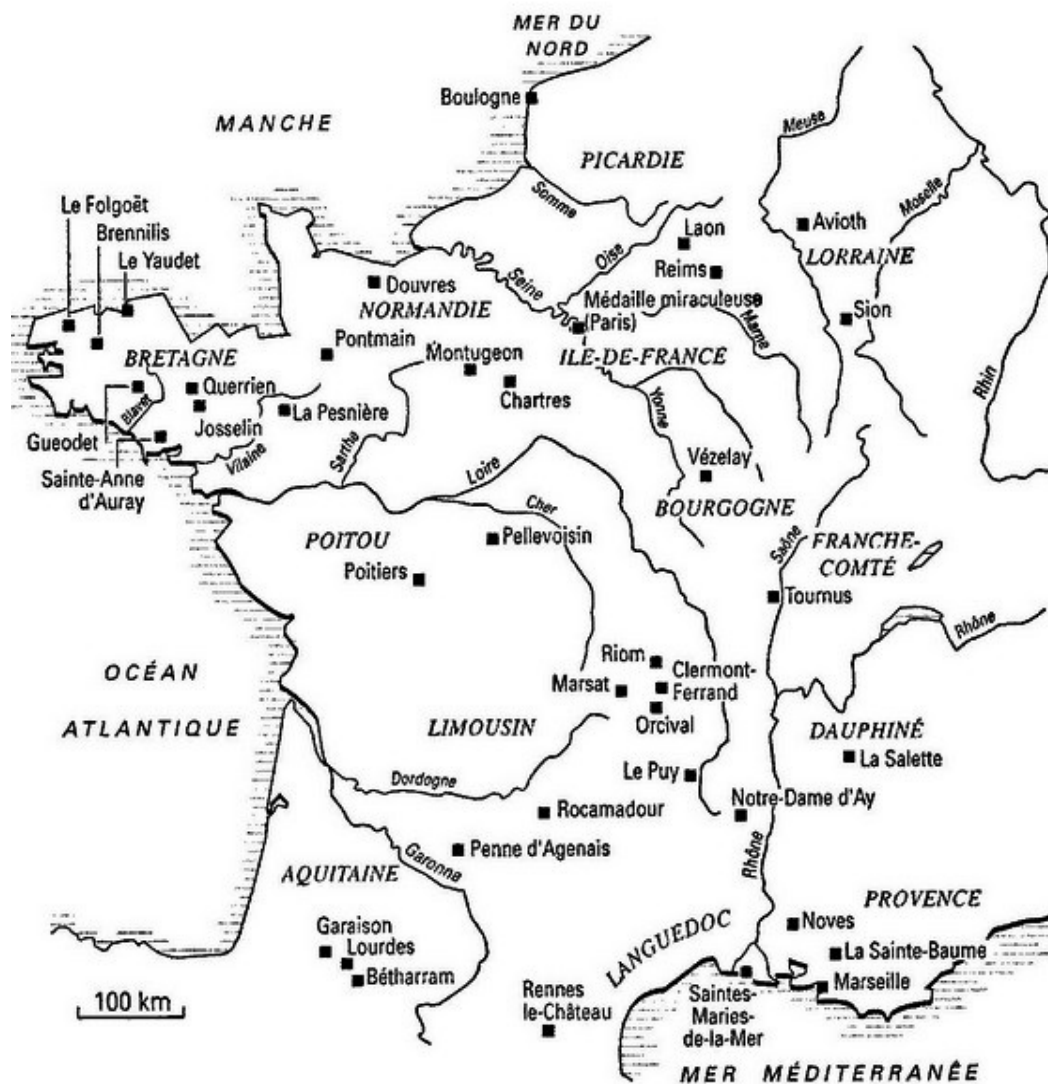 MER DU
NORD
Boulogne
MANCHE
PICARDIE
Meuse
Moselle
Somme
Le Folgoët
Brennilis
Le Yaudet
Laon
Avioth
Oise
LORRAINE
Reims
Douvres
Seine
NORMANDIE
Médaille miraculeuse
(Paris)
Sion
Marne
Pontmain
BRETAGNE
Montugeon
ILE-DE-FRANCE
Rhin
Querrien
Chartres
Blavet
Yonne
Josselin
La Pesnière
Gueodet
Vilaine
Sarthe
Sainte-Anne
d'Auray
Loire
Vézelay
Cher
BOURGOGNE
POITOU
Pellevoisin
Saône
FRANCHE-
COMTÉ
Poitiers
Tournus
Rhône
OCÉAN
ATLANTIQUE
Riom
Clermont-
Ferrand
Marsat
Orcival
LIMOUSIN
DAUPHINÉ
La Salette
Le Puy
Dordogne
Notre-Dame d'Ay
Rocamadour
Penne d'Agenais
Garonne
Rhône
AQUITAINE
PROVENCE
Noves
LANGUEDOC
Garaison
Lourdes
Bétharram
La Sainte-Baume
Marseille
100 km
Rennes
le-Château
Saintes-
Maries-
de-la-Mer
MER MÉDITERRANÉE